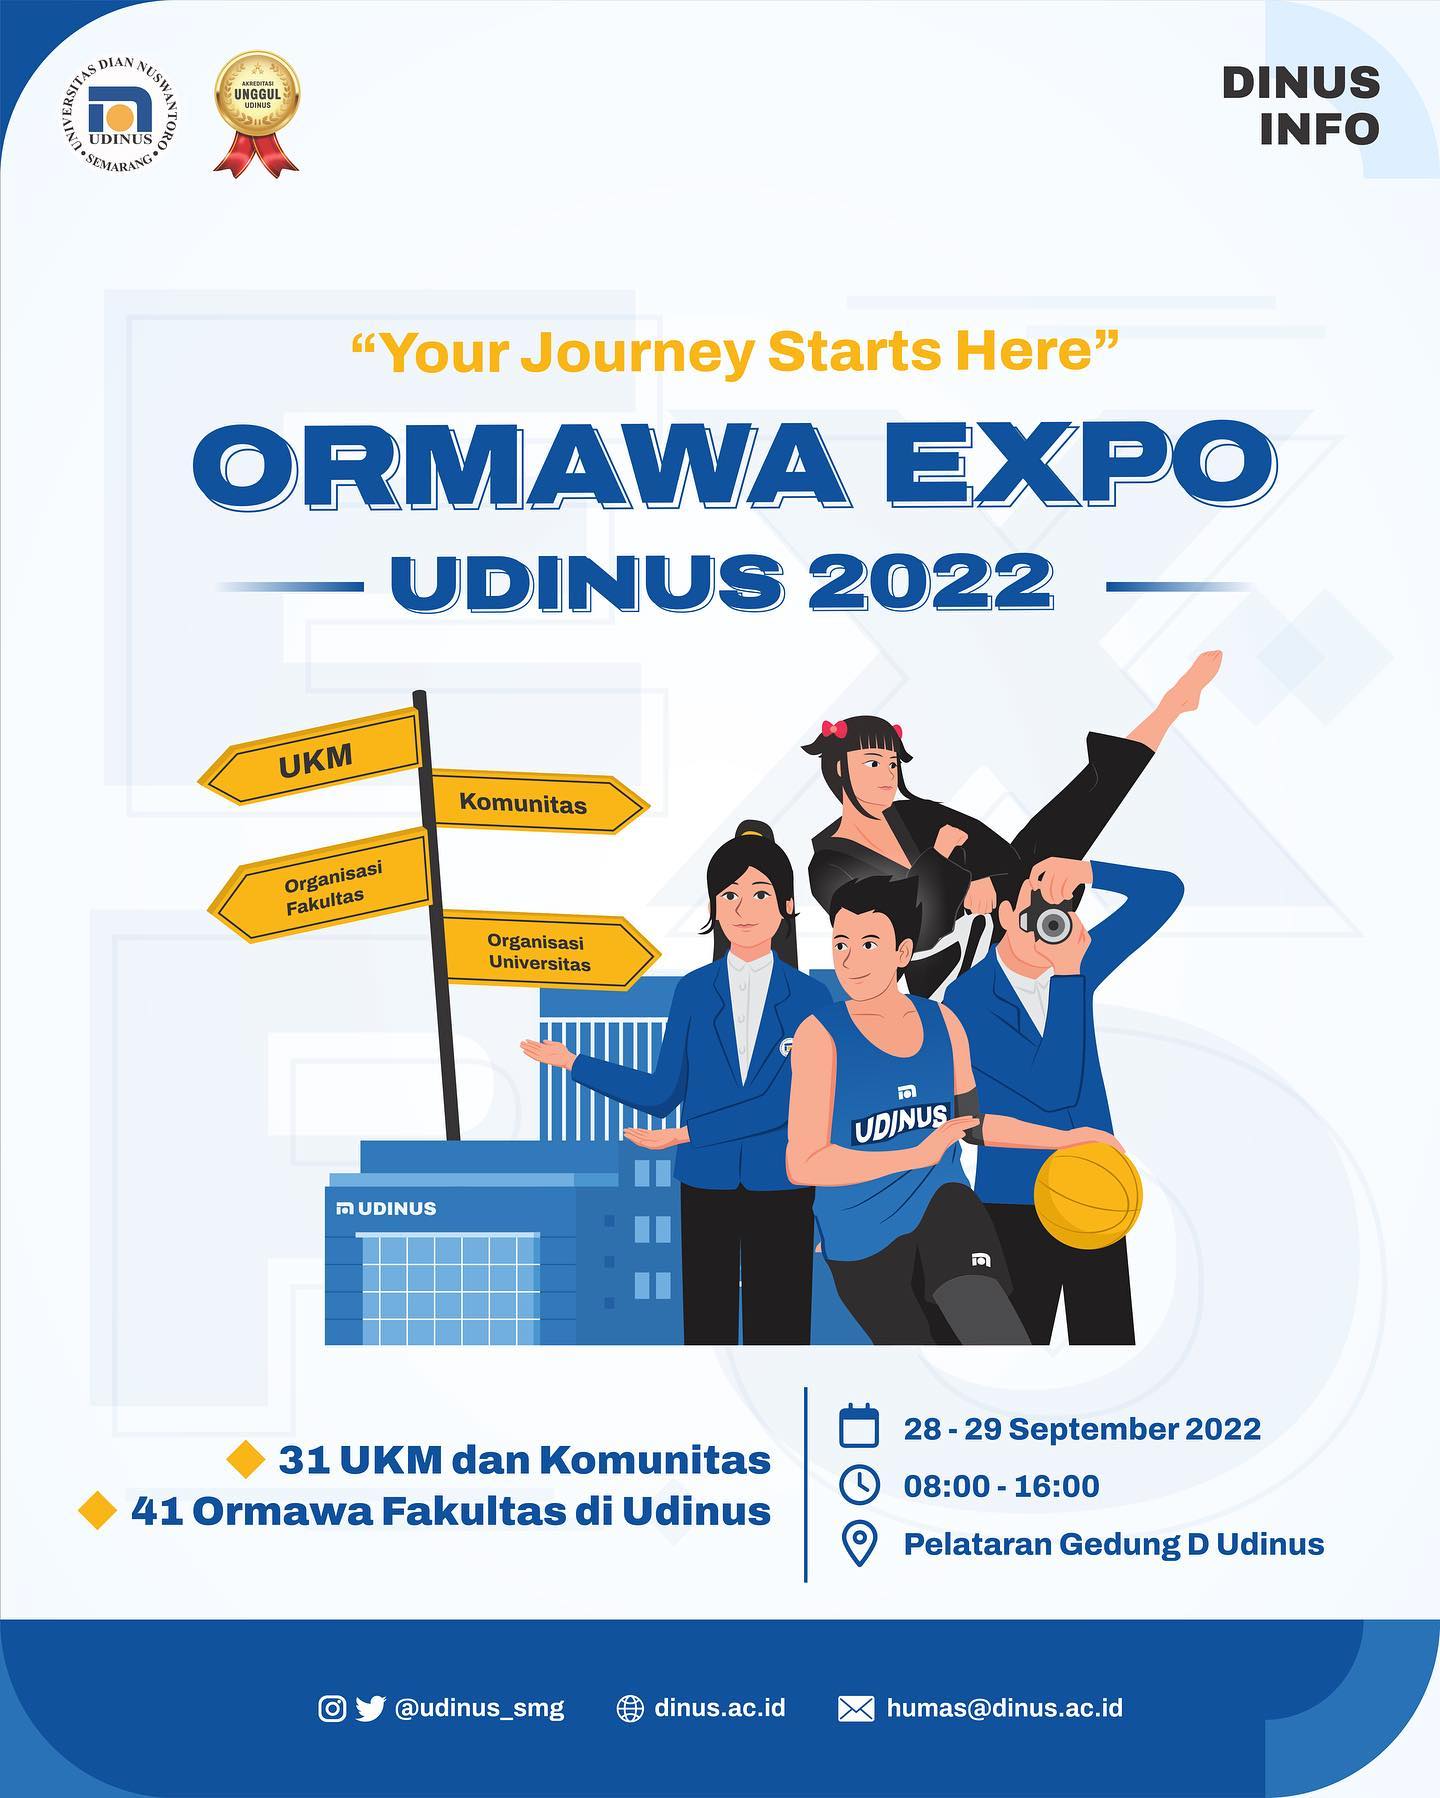 UNIVERSITAS DIAN NUSWANTORO
UDINUS
• SEMARANG •
AKREDITASI
UNGGUL
UDINUS
DINUS
INFO
“Your Journey Starts Here”
ORMAWA EXPO
UDINUS 2022
UKM
Komunitas
Organisasi
Fakultas
Organisasi
Universitas
UDINUS
UDINUS
31 UKM dan Komunitas
41 Ormawa Fakultas di Udinus
28 - 29 September 2022
08:00 - 16:00
Pelataran Gedung D Udinus
@udinus_smg
dinus.ac.id
humas@dinus.ac.id